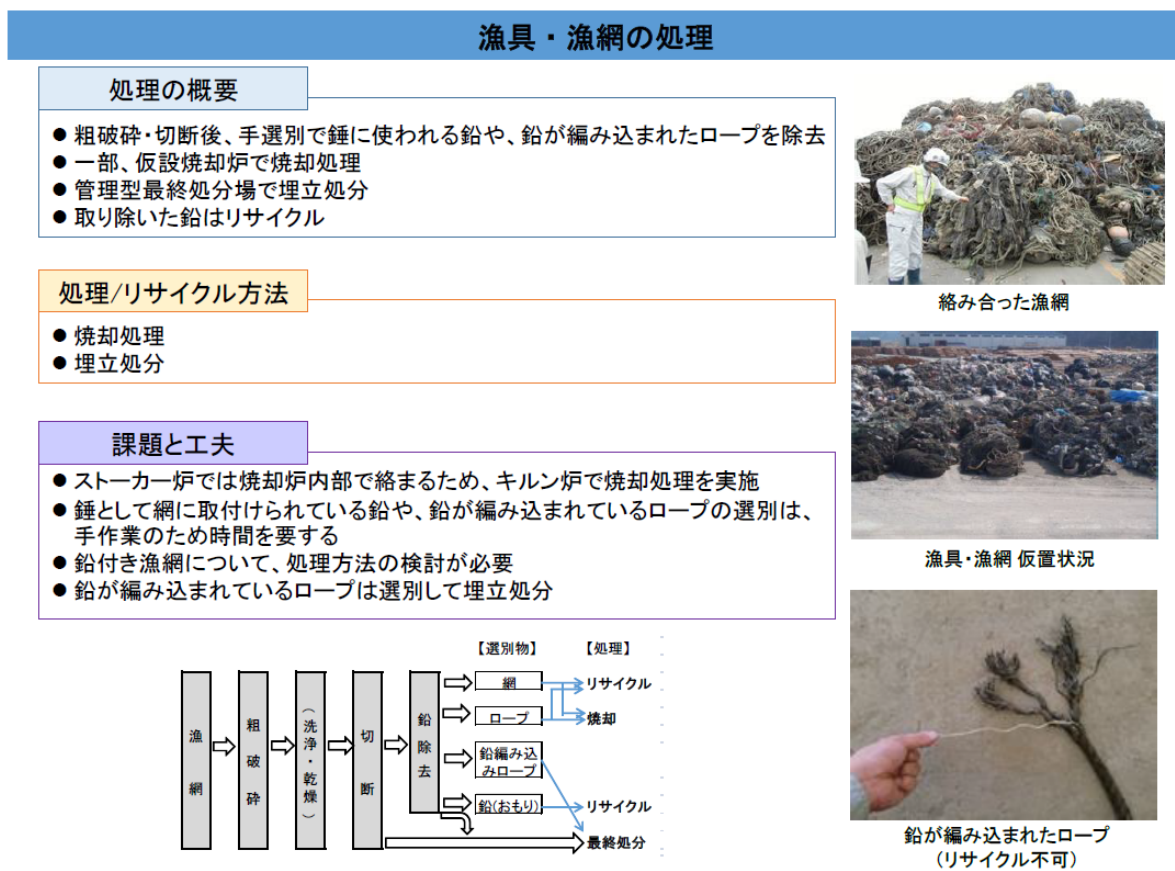 漁具・漁網の処理
処理の概要
● 粗破砕・切断後、手選別で錘に使われる鉛や、鉛が編み込まれたロープを除去
● 一部、仮設焼却炉で焼却処理
● 管理型最終処分場で埋立処分
● 取り除いた鉛はリサイクル
処理/リサイクル方法
● 焼却処理
● 埋立処分
課題と工夫
● ストーカー炉では焼却炉内部で絡まるため、キルン炉で焼却処理を実施
● 錘として網に取付けられている鉛や、鉛が編み込まれているロープの選別は、
手作業のため時間を要する
● 鉛付き漁網について、処理方法の検討が必要
● 鉛が編み込まれているロープは選別して埋立処分
絡み合った漁網
漁具・漁網 仮置状況
鉛が編み込まれたロープ
（リサイクル不可）
【選別物】
【処理】
漁網
粗破砕
（洗浄・乾燥）
切断
鉛除去
網
ロープ
鉛編み込
みロープ
鉛(おもり)
リサイクル
焼却
リサイクル
最終処分